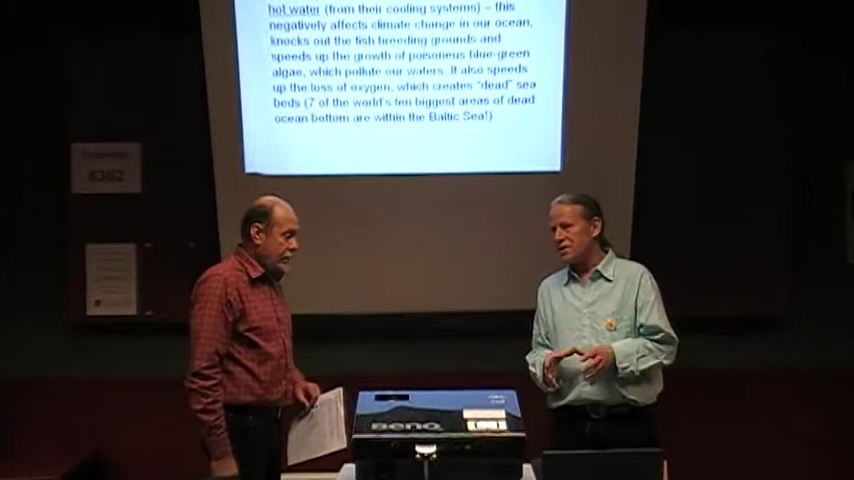 hot water (from their cooling systems) – this
negatively affects climate change in our ocean,
knocks out the fish breeding grounds and
speeds up the growth of poisoneus blue-green
algae, which pollute our waters. It also speeds
up the loss of oxygen, which creates "dead" sea
beds (7 of the world's ten biggest areas of dead
ocean bottom are within the Baltic Sea!)
BenQ